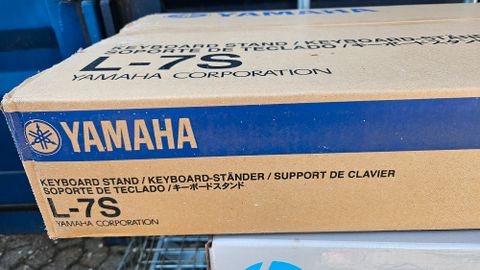 YAMAHA
KEYBOARD STAND /
SOPORTE DE TECLADO / キーボードスタンド
L-7S
YAMAHA CORPORATION
YAMAHA
KEYBOARD STAND / KEYBOARD-STÄNDER / SUPPORT DE CLAVIER
SOPORTE DE TECLADO / キーボードスタンド
L-7S
YAMAHA CORPORATION